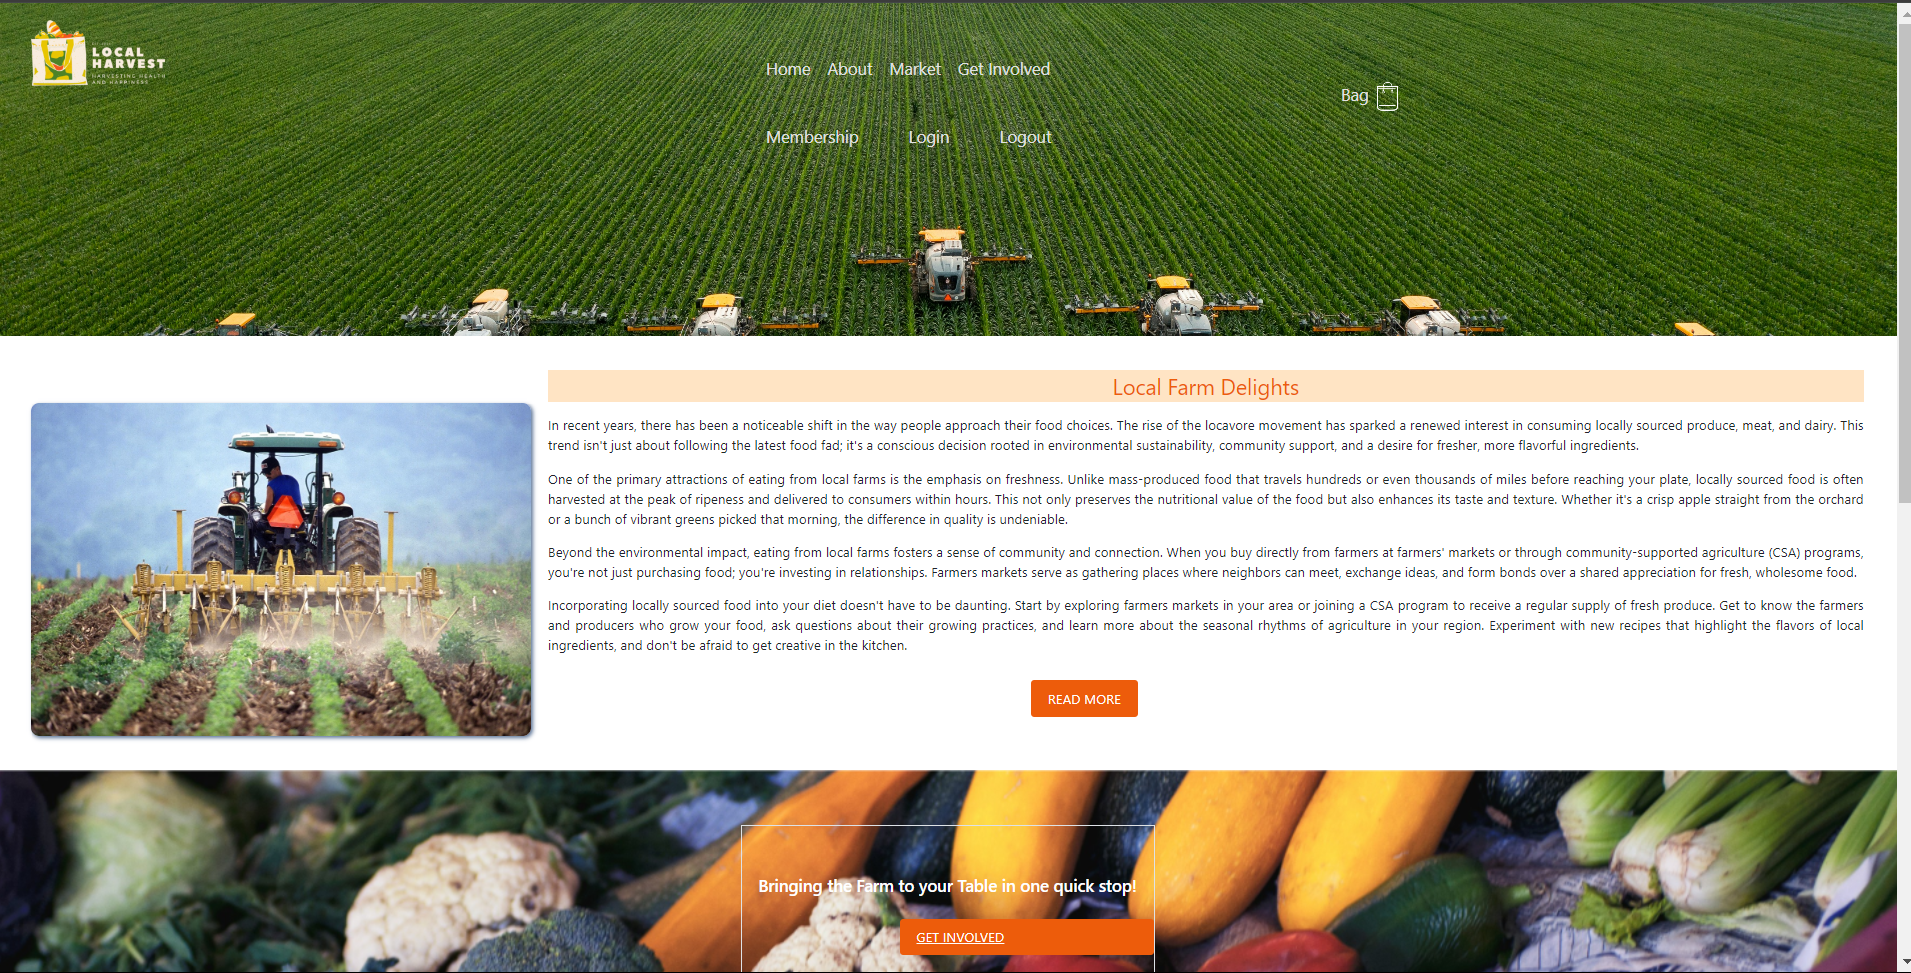 LOCAL
HARVEST
HARVESTING HEALTH
AND HAPPINESS
Home About Market Get Involved
Bag
Membership Login Logout
Local Farm Delights
In recent years, there has been a noticeable shift in the way people approach their food choices. The rise of the locavore movement has sparked a renewed interest in consuming locally sourced produce, meat, and dairy. This
trend isn't just about following the latest food fad; it's a conscious decision rooted in environmental sustainability, community support, and a desire for fresher, more flavorful ingredients.
One of the primary attractions of eating from local farms is the emphasis on freshness. Unlike mass-produced food that travels hundreds or even thousands of miles before reaching your plate, locally sourced food is often
harvested at the peak of ripeness and delivered to consumers within hours. This not only preserves the nutritional value of the food but also enhances its taste and texture. Whether it's a crisp apple straight from the orchard
or a bunch of vibrant greens picked that morning, the difference in quality is undeniable.
Beyond the environmental impact, eating from local farms fosters a sense of community and connection. When you buy directly from farmers at farmers' markets or through community-supported agriculture (CSA) programs,
you're not just purchasing food; you're investing in relationships. Farmers markets serve as gathering places where neighbors can meet, exchange ideas, and form bonds over a shared appreciation for fresh, wholesome food.
Incorporating locally sourced food into your diet doesn't have to be daunting. Start by exploring farmers markets in your area or joining a CSA program to receive a regular supply of fresh produce. Get to know the farmers
and producers who grow your food, ask questions about their growing practices, and learn more about the seasonal rhythms of agriculture in your region. Experiment with new recipes that highlight the flavors of local
ingredients, and don't be afraid to get creative in the kitchen.
READ MORE
Bringing the Farm to your Table in one quick stop!
GET INVOLVED